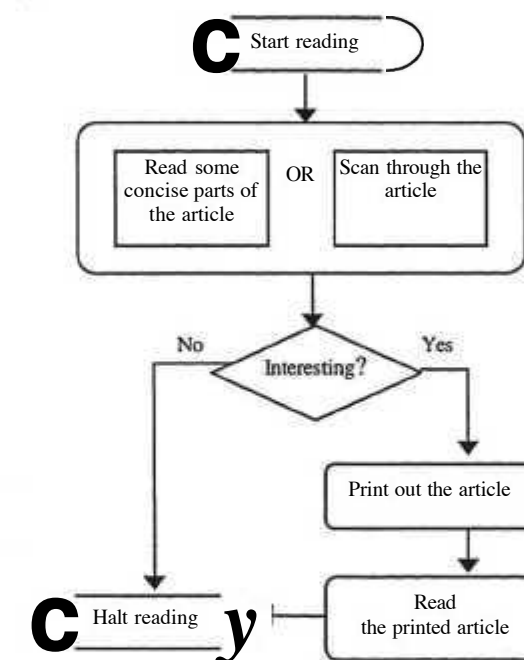 C Start reading
Read some
concise parts of
the article
OR
Scan through the
article
Interesting?
No
Yes
Print out the article
Read
the printed article
C Halt reading y